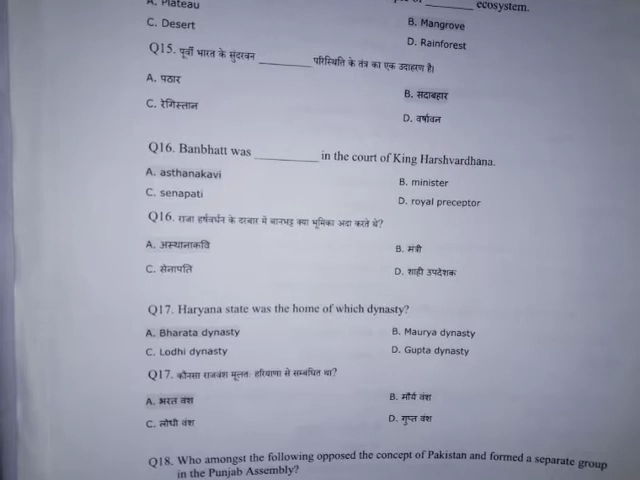 ecosystem.
A. Plateau
B. Mangrove
C. Desert
D. Rainforest
Q15. पूर्वी भारत के सुंदरवन __________ परिस्थिति के तंत्र का एक उदाहरण है।
A. पठार
B. सदाबहार
C. रेगिस्तान
D. वर्षावन
Q16. Banbhatt was __________ in the court of King Harshvardhana.
A. asthanakavi
B. minister
C. senapati
D. royal preceptor
Q16. राजा हर्षवर्धन के दरबार में बानभट्ट क्या भूमिका अदा करते थे?
A. अस्थानाकवि
B. मंत्री
C. सेनापति
D. शाही उपदेशक
Q17. Haryana state was the home of which dynasty?
A. Bharata dynasty
B. Maurya dynasty
C. Lodhi dynasty
D. Gupta dynasty
Q17. कौनसा राजवंश मूलतः हरियाणा से सम्बंधित था?
A. भरत वंश
B. मौर्य वंश
C. लोधी वंश
D. गुप्त वंश
Q18. Who amongst the following opposed the concept of Pakistan and formed a separate group
in the Punjab Assembly?